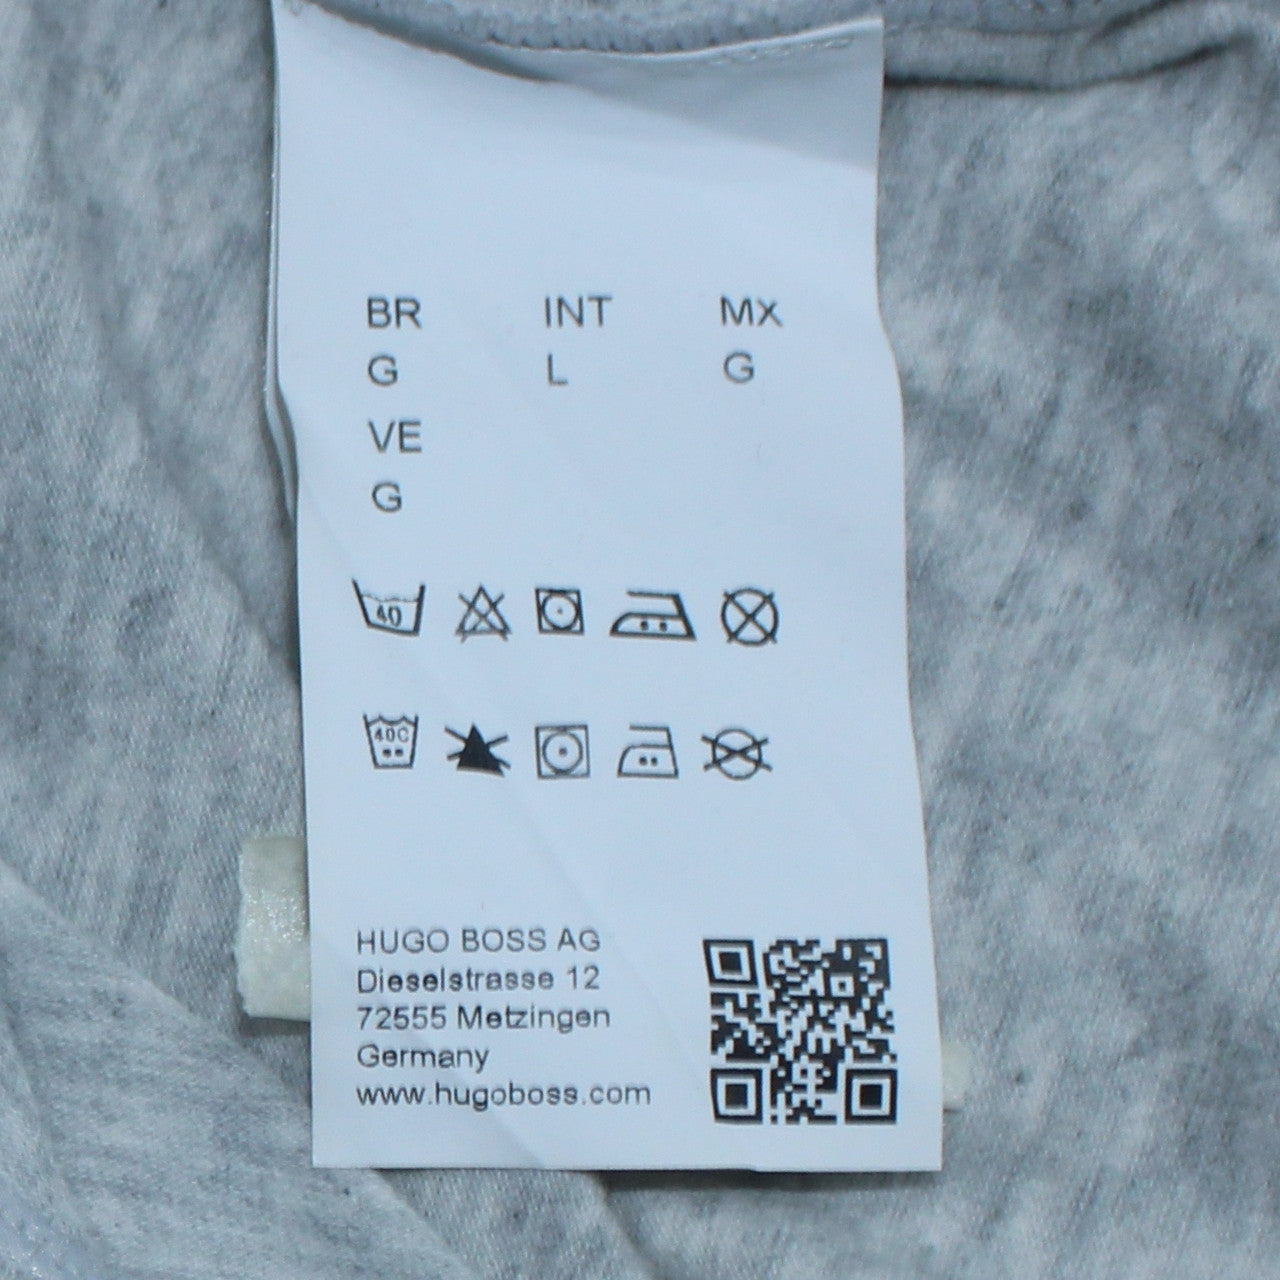 BR INT MX
G L G
VE
G
40
40C
HUGO BOSS AG
Dieselstrasse 12
72555 Metzingen
Germany
www.hugoboss.com